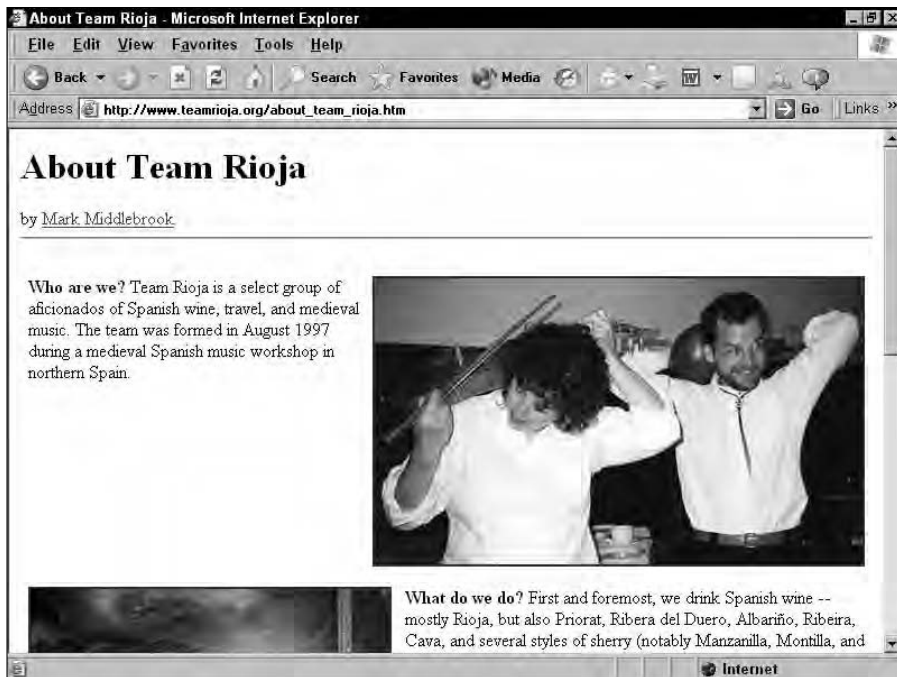 About Team Rioja - Microsoft Internet Explorer
File Edit View Favorites Tools Help
Back Search Favorites Media
Address http://www.teamrioja.org/about_team_rioja.htm Go Links »
About Team Rioja
by Mark Middlebrook
Who are we? Team Rioja is a select group of
aficionados of Spanish wine, travel, and medieval
music. The team was formed in August 1997
during a medieval Spanish music workshop in
northern Spain.
What do we do? First and foremost, we drink Spanish wine --
mostly Rioja, but also Priorat, Ribera del Duero, Albariño, Ribeira,
Cava, and several styles of sherry (notably Manzanilla, Montilla, and
Internet